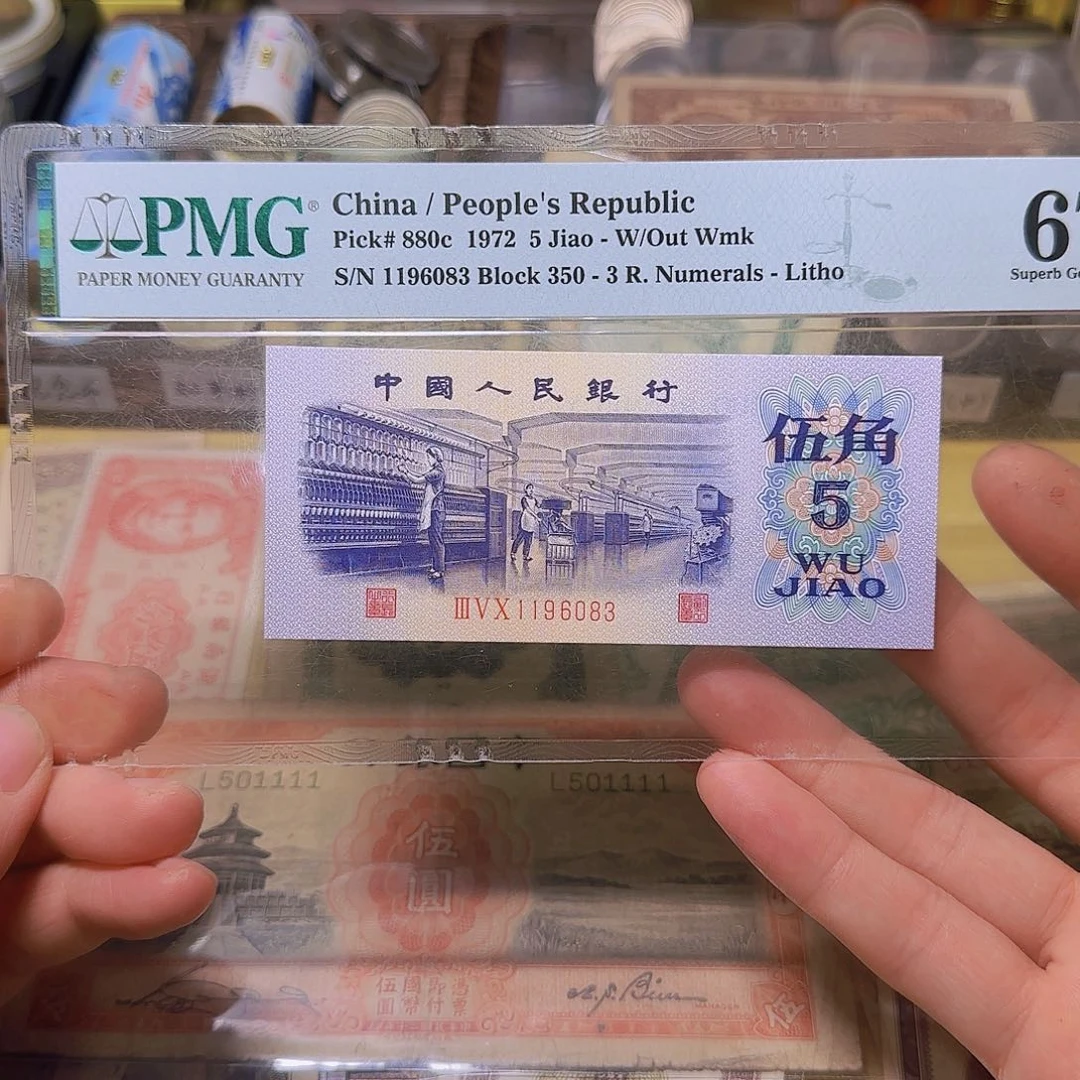 PMG®
PAPER MONEY GUARANTY
China / People's Republic
Pick# 880c 1972 5 Jiao - W/Out Wmk
S/N 1196083 Block 350 - 3 R. Numerals - Litho
Superb
中國人民銀行
伍角
5
WU
JIAO
ⅢⅤⅩ1196083
L501111
L501111
伍
圓